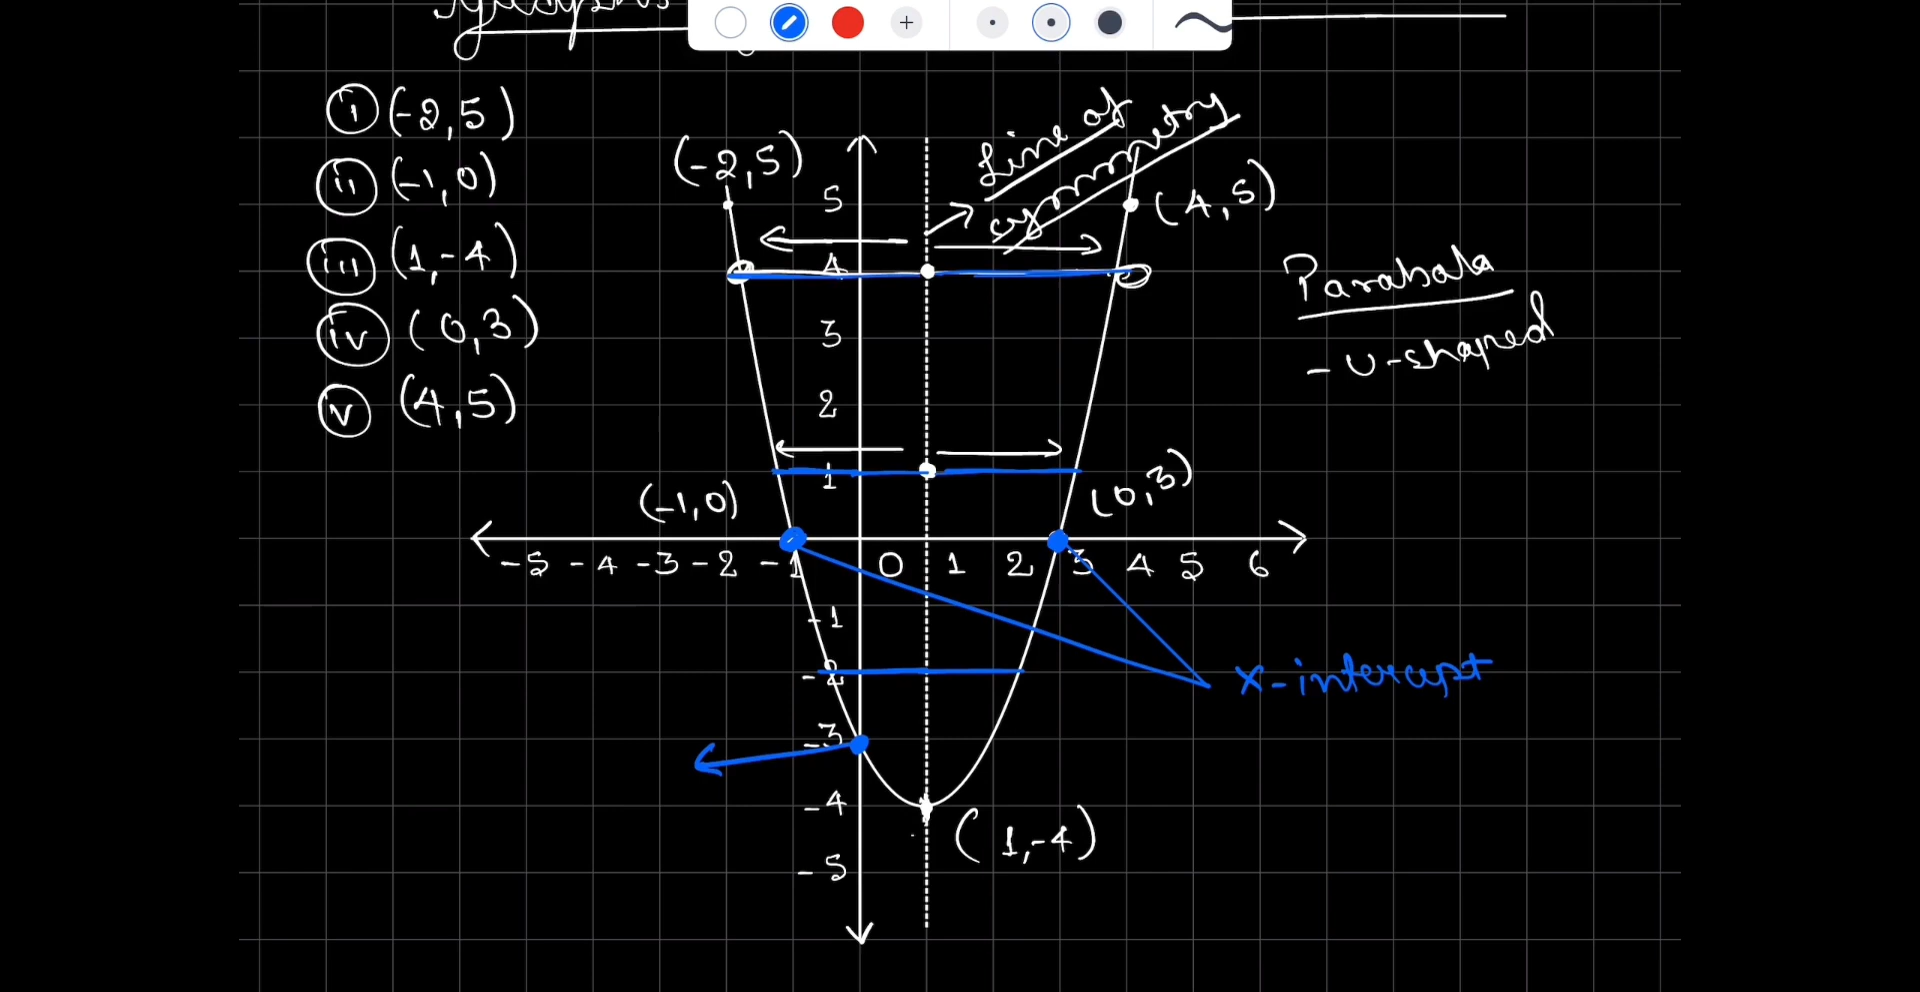 i (-2,5)
ii (-1,0)
iii (1,-4)
iv (0,3)
v (4,5)
(-2,5)
Line of
symmetry
(4,5)
5
4
3
2
1
Parabala
- U-shaped
(-1,0)
(0,3)
-5 -4 -3 -2 -1 0 1 2 3 4 5 6
-1
-2
x-intercept
-3
-4
(1,-4)
-5